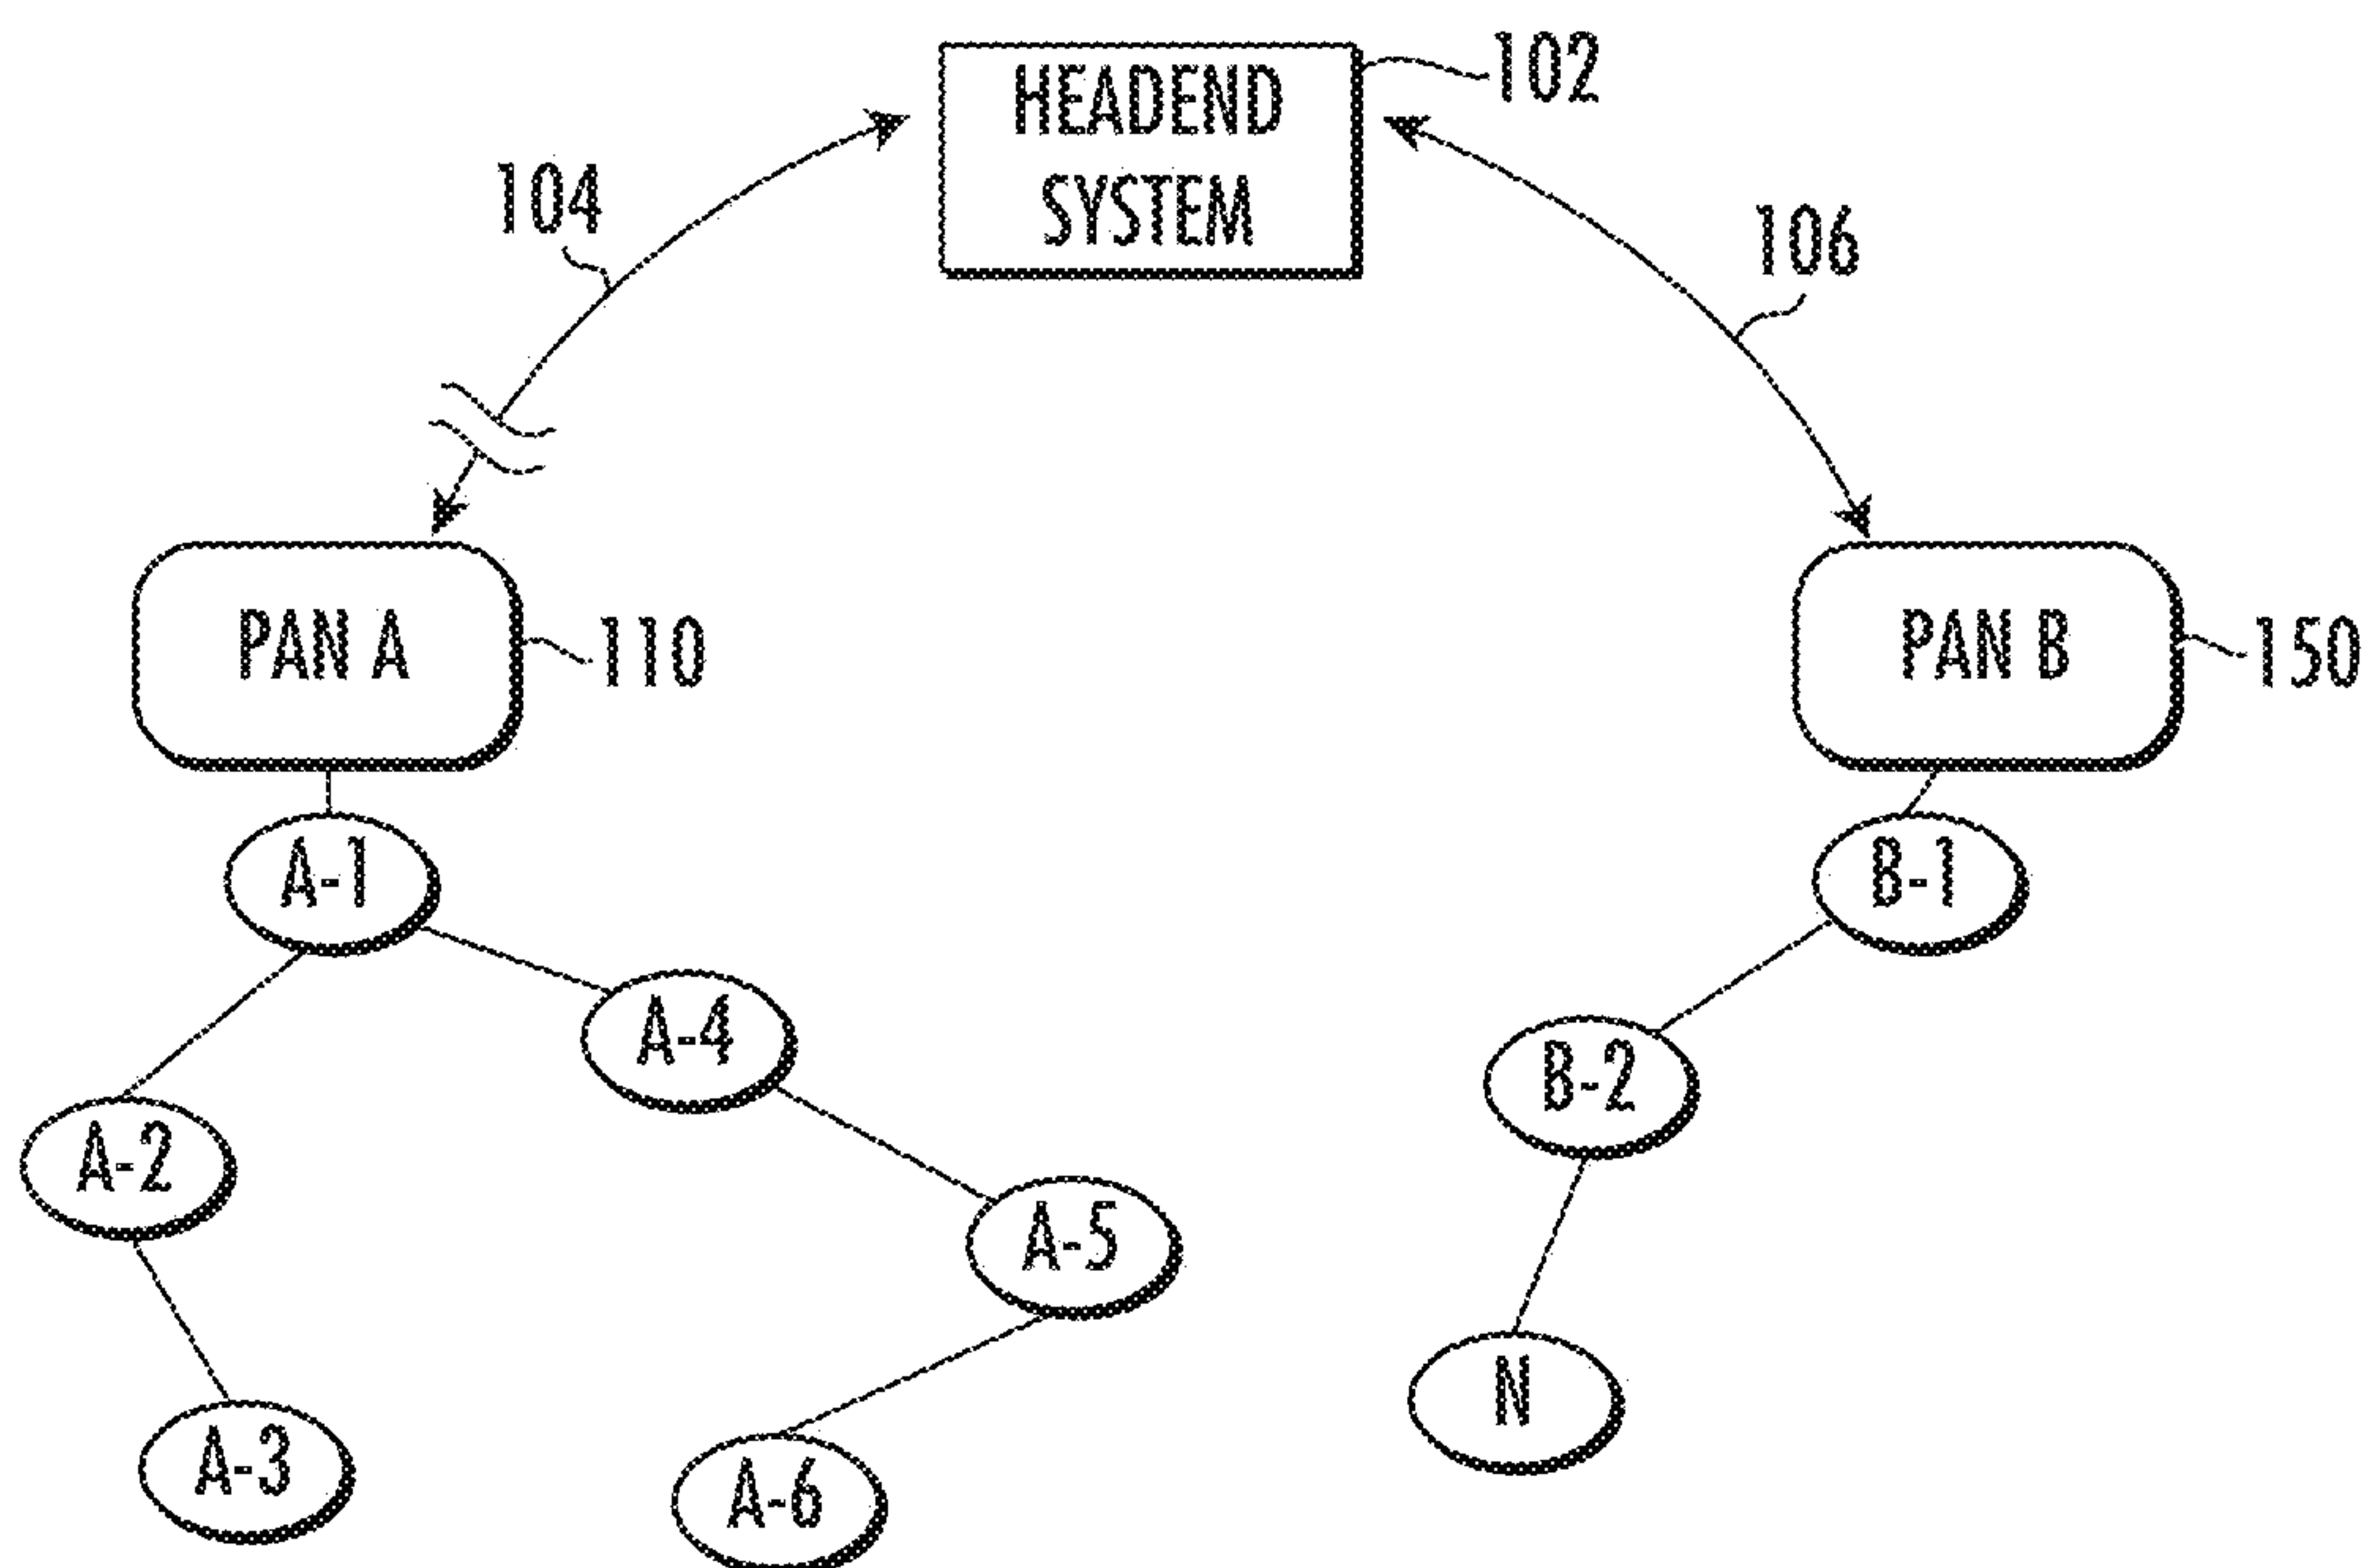 HEADEND
SYSTEM
102
104
106
PAN A
110
PAN B
150
A-1
B-1
A-4
B-2
A-2
A-5
N
A-3
A-6